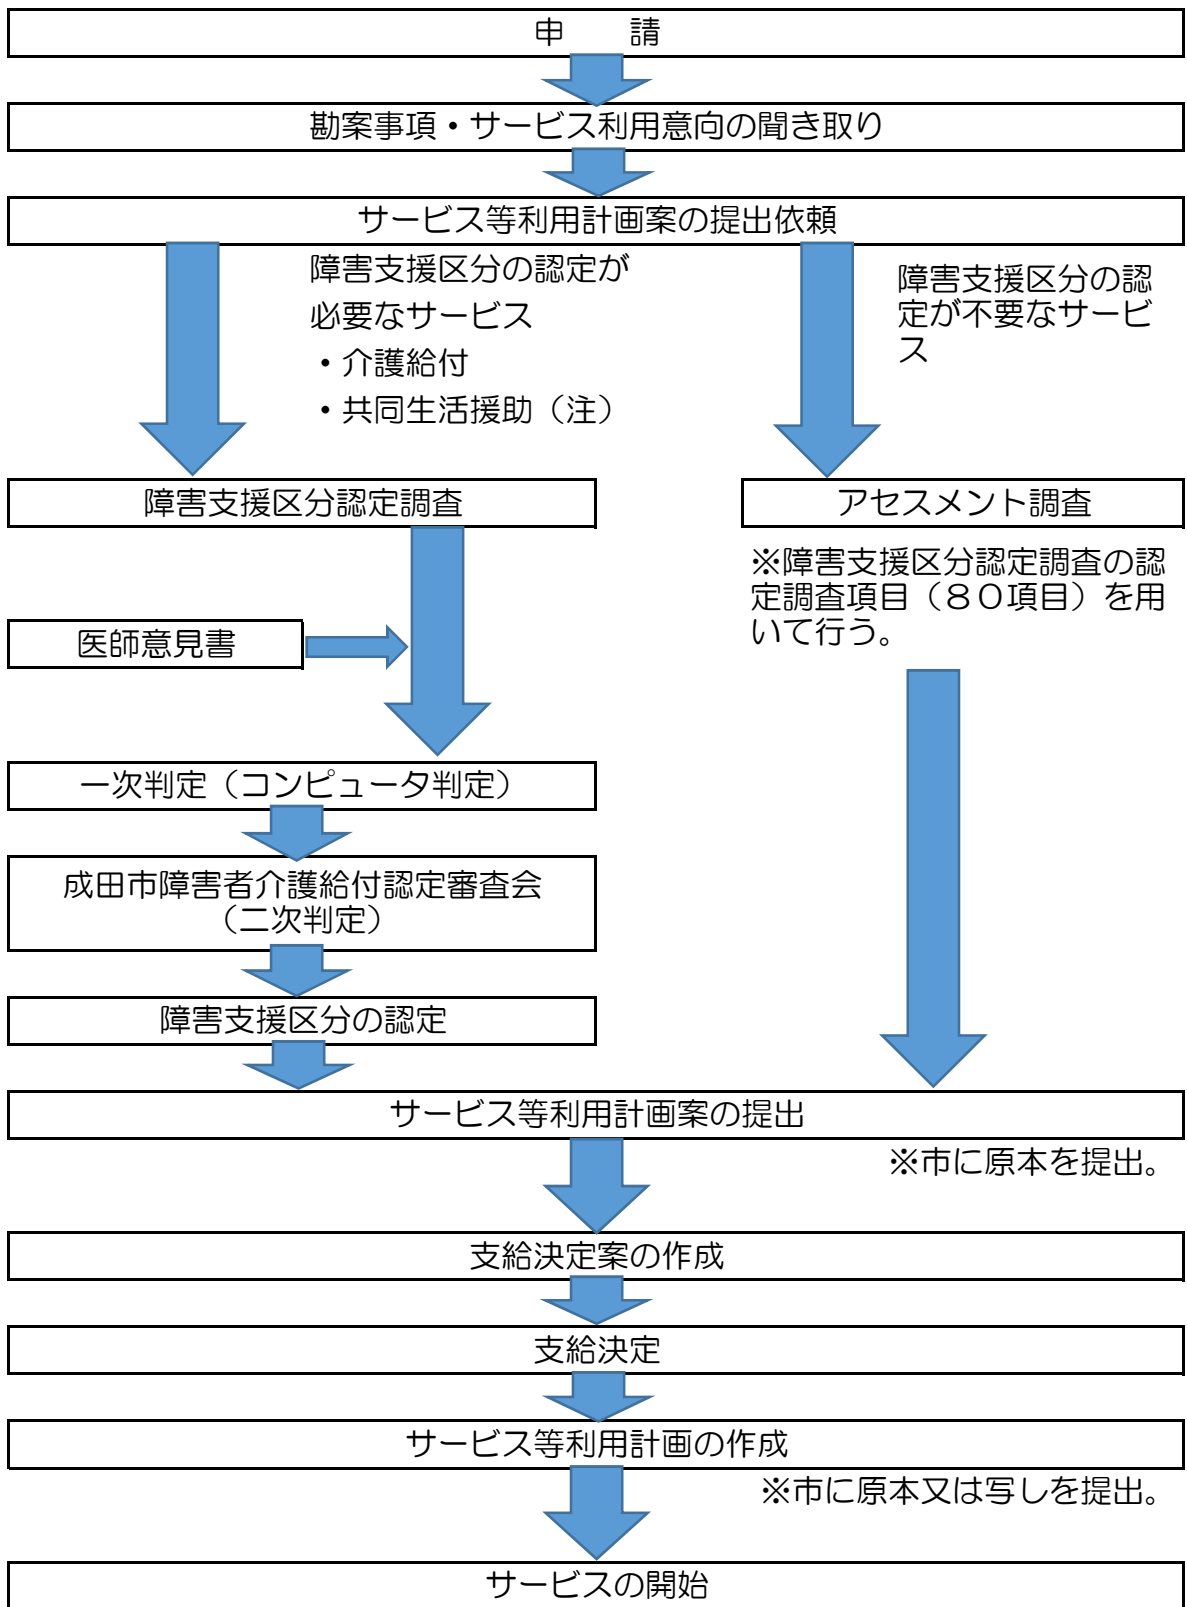 申　　請
勘案事項・サービス利用意向の聞き取り
サービス等利用計画案の提出依頼
障害支援区分の認定が
必要なサービス
・介護給付
・共同生活援助（注）
障害支援区分の認
定が不要なサービ
ス
障害支援区分認定調査
アセスメント調査
※障害支援区分認定調査の認
定調査項目（８０項目）を用
いて行う。
医師意見書
一次判定（コンピュータ判定）
成田市障害者介護給付認定審査会
（二次判定）
障害支援区分の認定
サービス等利用計画案の提出
※市に原本を提出。
支給決定案の作成
支給決定
サービス等利用計画の作成
※市に原本又は写しを提出。
サービスの開始